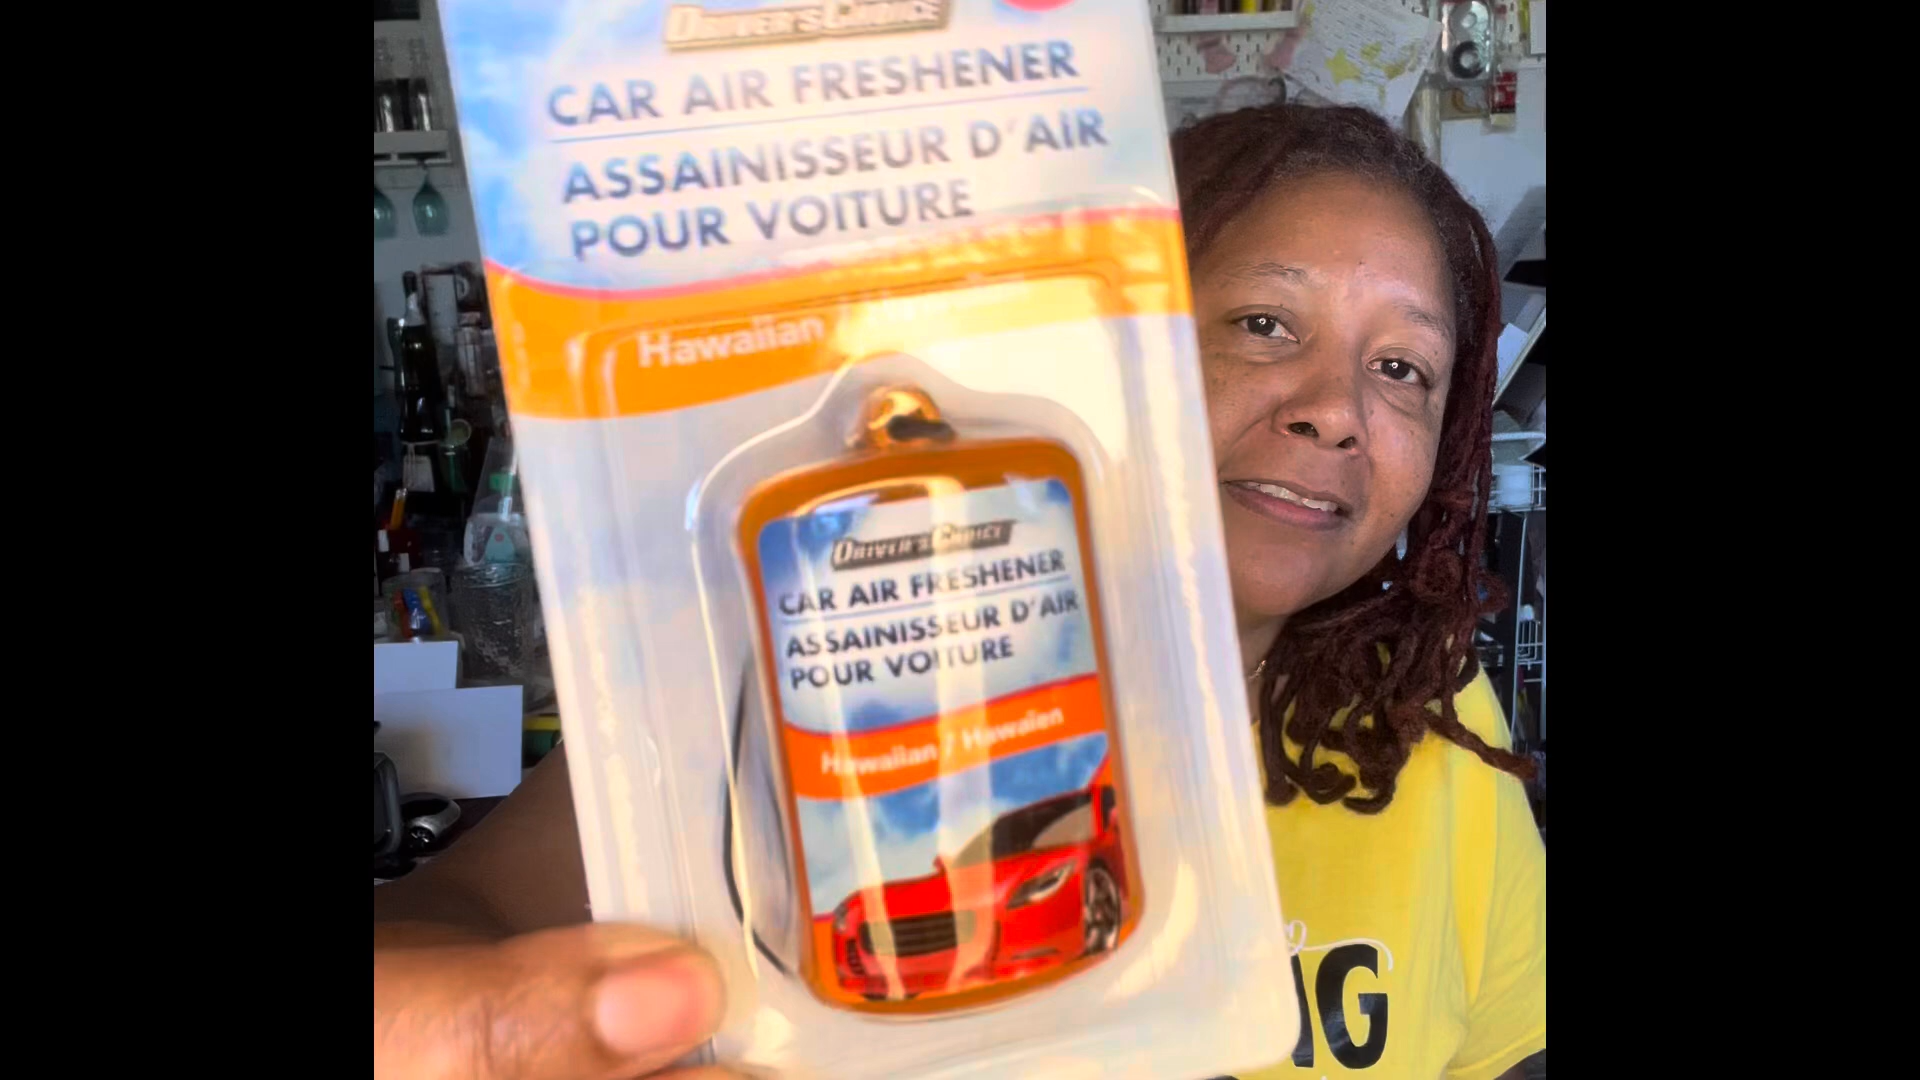 DRIVER'S CHOICE
CAR AIR FRESHENER
ASSAINISSEUR D'AIR
POUR VOITURE
Hawaiian /
DRIVER'S CHOICE
CAR AIR FRESHENER
ASSAINISSEUR D'AIR
POUR VOITURE
Hawaiian / Hawaïen
NG